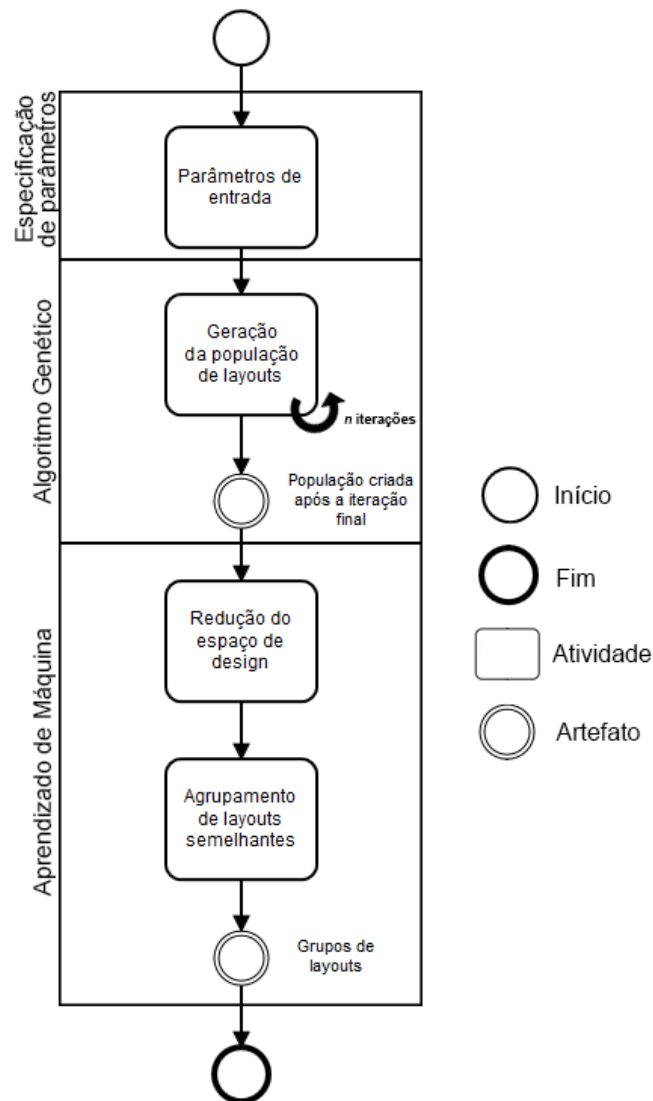 Especificação
de parâmetros
Parâmetros de
entrada
Algoritmo Genético
Geração
da população
de layouts
n iterações
População criada
após a iteração
final
Aprendizado de Máquina
Redução do
espaço de
design
Agrupamento
de layouts
semelhantes
Grupos de
layouts
Início
Fim
Atividade
Artefato